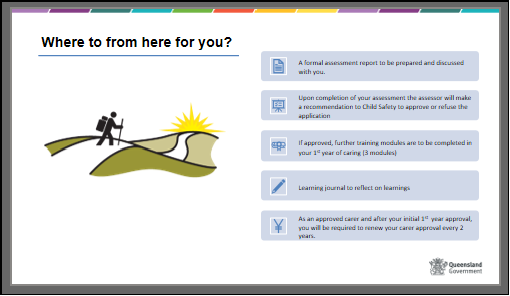 Where to from here for you?
A formal assessment report to be prepared and discussed
with you.
Upon completion of your assessment the assessor will make
a recommendation to Child Safety to approve or refuse the
application
If approved, further training modules are to be completed in
your 1st year of caring (3 modules)
Learning journal to reflect on learnings
As an approved carer and after your initial 1st year approval,
you will be required to renew your carer approval every 2
years.
Queensland
Government